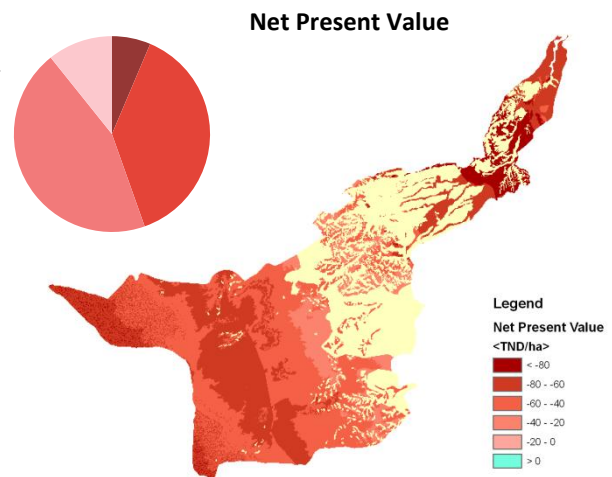 Net Present Value
Legend
Net Present Value
<TND/ha>
< -80
-80 - -60
-60 - -40
-40 - -20
-20 - 0
> 0